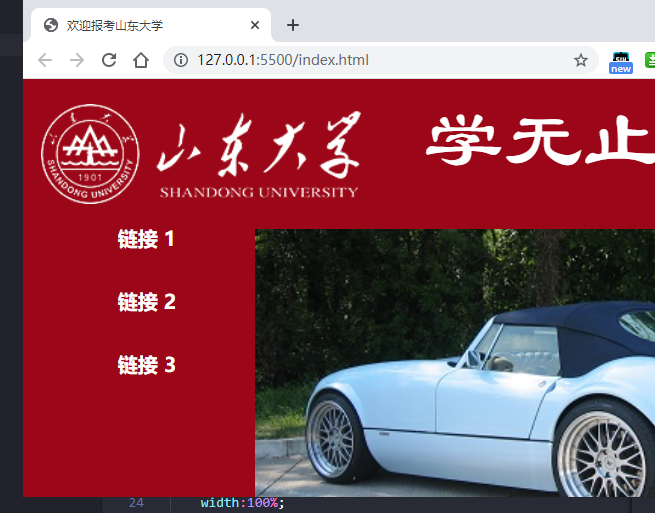 欢迎报考山东大学
127.0.0.1:5500/index.html
new
山东大学
SHANDONG UNIVERSITY
学无止
1901
SHANDONG UNIVERSITY
链接 1
链接 2
链接 3
24 width:100%;